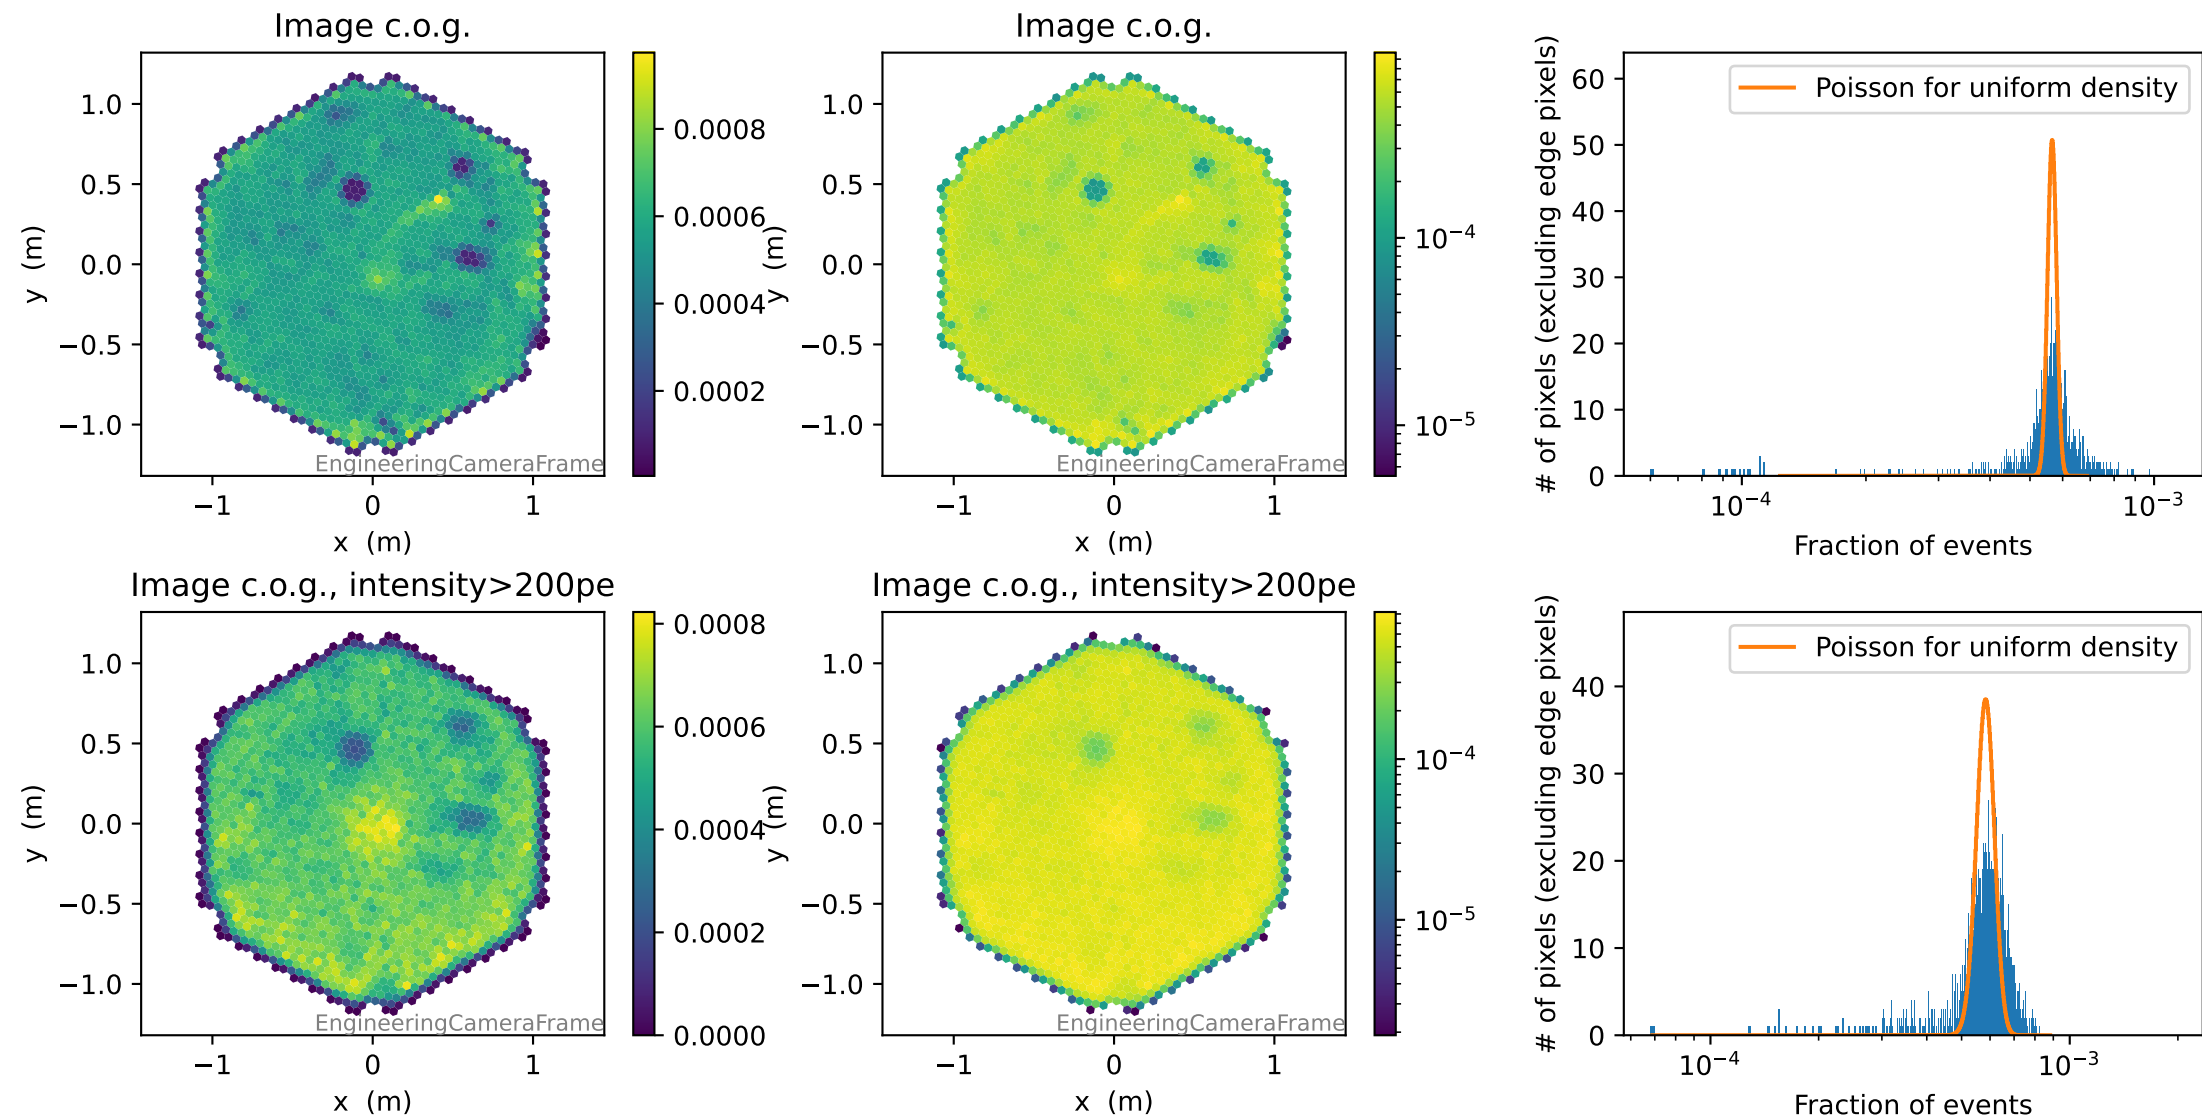 Image c.o.g.
1.0
0.5
0.0
−0.5
−1.0
y (m)
−1
0
1
x (m)
EngineeringCameraFrame
0.0008
0.0006
0.0004
0.0002
Image c.o.g.
1.0
0.5
0.0
−0.5
−1.0
y (m)
−1
0
1
x (m)
EngineeringCameraFrame
10⁻⁴
10⁻⁵
Poisson for uniform density
60
50
40
30
20
10
0
# of pixels (excluding edge pixels)
10⁻⁴
10⁻³
Fraction of events
Image c.o.g., intensity>200pe
1.0
0.5
0.0
−0.5
−1.0
y (m)
−1
0
1
x (m)
EngineeringCameraFrame
0.0008
0.0006
0.0004
0.0002
0.0000
Image c.o.g., intensity>200pe
1.0
0.5
0.0
−0.5
−1.0
y (m)
−1
0
1
x (m)
EngineeringCameraFrame
10⁻⁴
10⁻⁵
Poisson for uniform density
40
30
20
10
0
# of pixels (excluding edge pixels)
10⁻⁴
10⁻³
Fraction of events